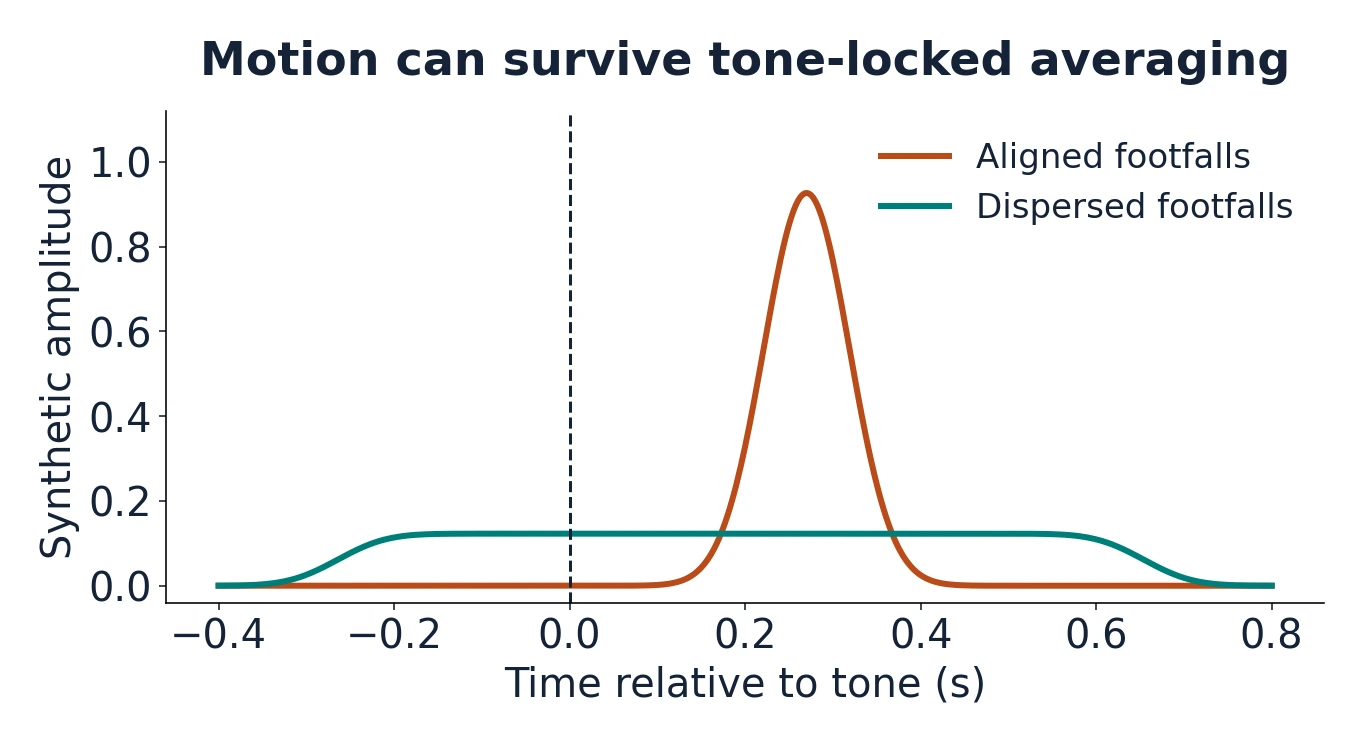 Motion can survive tone-locked averaging
Aligned footfalls
Dispersed footfalls
Synthetic amplitude
1.0
0.8
0.6
0.4
0.2
0.0
−0.4 −0.2 0.0 0.2 0.4 0.6 0.8
Time relative to tone (s)